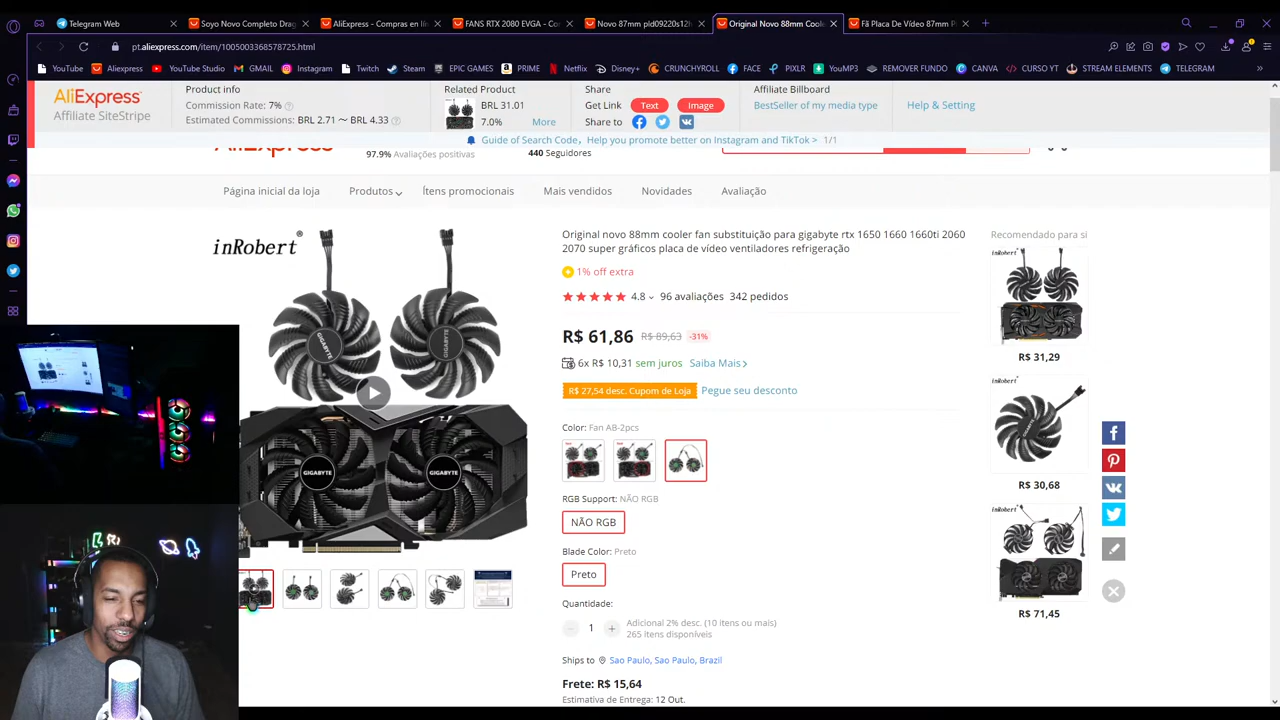 Telegram Web
Soyo Novo Completo Drag
AliExpress - Compras en lín
FANS RTX 2080 EVGA - Con
Novo 87mm pld09220s12h
Original Novo 88mm Coole
Fã Placa De Vídeo 87mm P
pt.aliexpress.com/item/1005003368578725.html
YouTube
Aliexpress
YouTube Studio
GMAIL
Instagram
Twitch
Steam
EPIC GAMES
PRIME
Netflix
Disney+
CRUNCHYROLL
FACE
PIXLR
YouMP3
REMOVER FUNDO
CANVA
CURSO YT
STREAM ELEMENTS
TELEGRAM
AliExpress
Affiliate SiteStripe
Product info
Commission Rate: 7%
Estimated Commissions: BRL 2.71 ～ BRL 4.33
Related Product
BRL 31.01
7.0% More
Share
Get Link Text Image
Share to
Affiliate Billboard
BestSeller of my media type
Help & Setting
Guide of Search Code，Help you promote better on Instagram and TikTok > 1/1
AliExpress
97.9% Avaliações positivas
440 Seguidores
Página inicial da loja
Produtos
Ítens promocionais
Mais vendidos
Novidades
Avaliação
inRobert®
GIGABYTE
GIGABYTE
GIGABYTE
GIGABYTE
Original novo 88mm cooler fan substituição para gigabyte rtx 1650 1660 1660ti 2060
2070 super gráficos placa de vídeo ventiladores refrigeração
1% off extra
4.8 96 avaliações 342 pedidos
R$ 61,86 R$ 89,63 -31%
6x R$ 10,31 sem juros Saiba Mais
R$ 27,54 desc. Cupom de Loja Pegue seu desconto
Color: Fan AB-2pcs
RGB Support: NÃO RGB
NÃO RGB
Blade Color: Preto
Preto
Quantidade:
1
Adicional 2% desc. (10 itens ou mais)
265 itens disponíveis
Ships to Sao Paulo, Sao Paulo, Brazil
Frete: R$ 15,64
Estimativa de Entrega: 12 Out.
Recomendado para si
inRobert
R$ 31,29
inRobert
R$ 30,68
inRobert
R$ 71,45